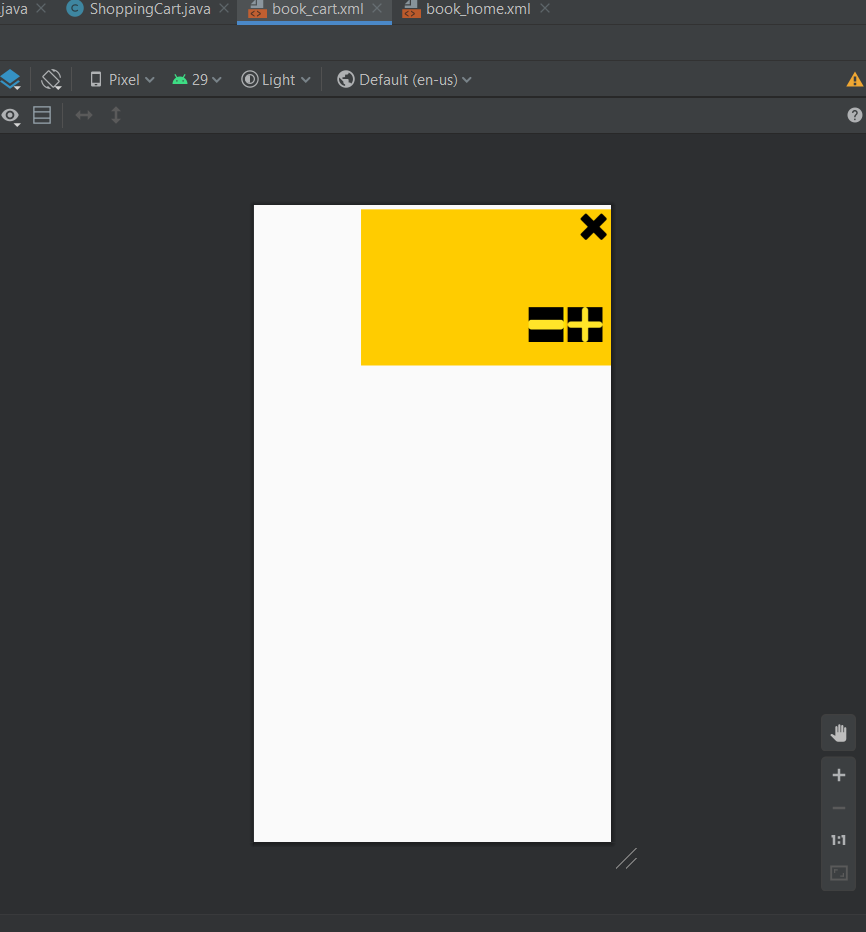 java ShoppingCart.java book_cart.xml book_home.xml
Pixel 29 Light Default (en-us)
1:1